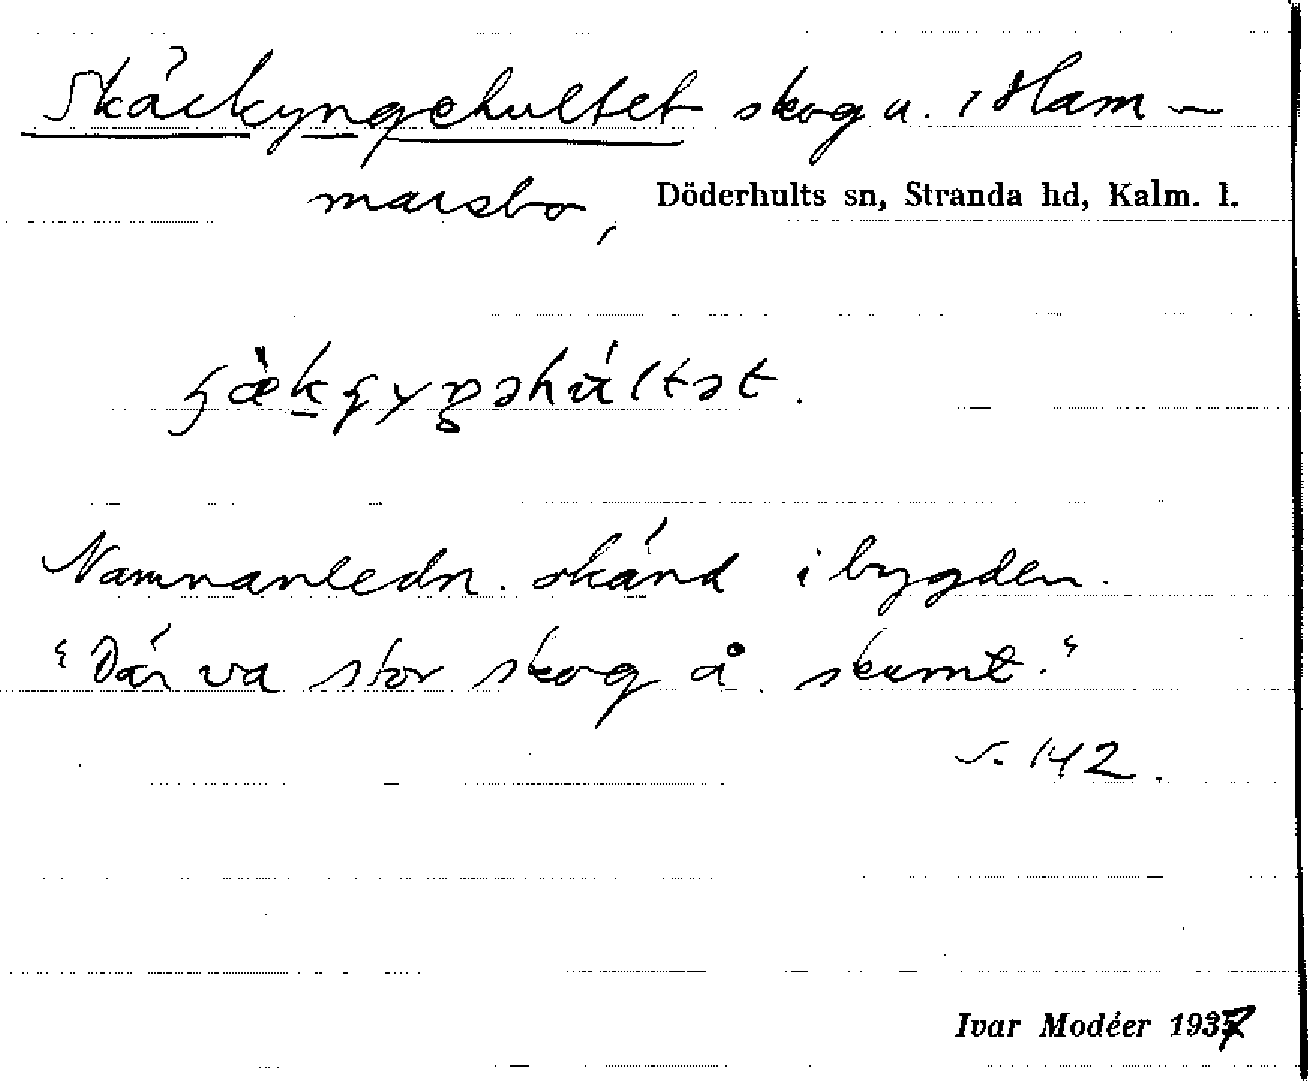 Skäckyngehultet skog u. i Ham-
marsbo, Döderhults sn, Stranda hd, Kalm. l.
Namnanledn. okänd i bygden.
"Där va stor skog å skumt."
s. 142.
Ivar Modéer 1937